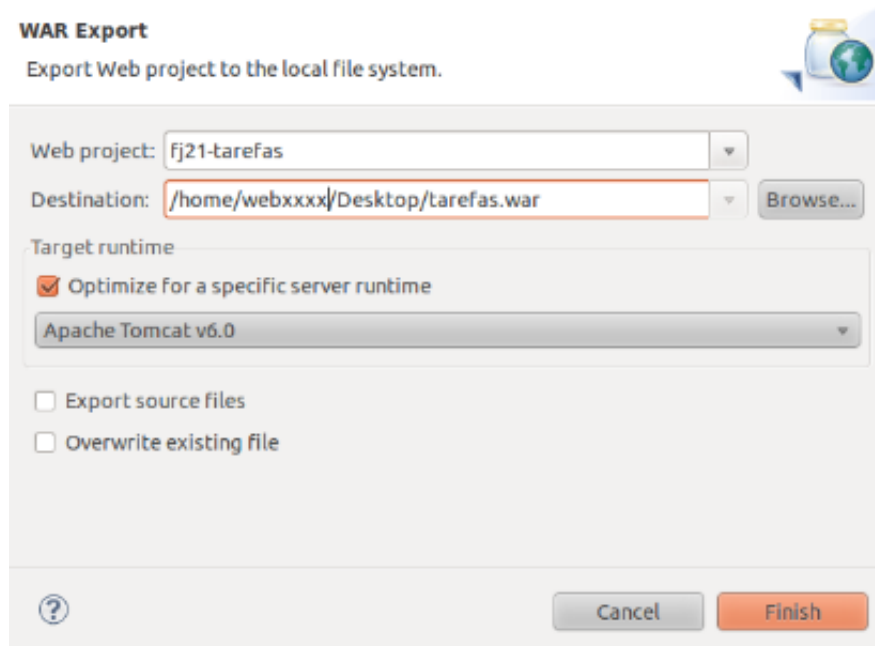 WAR Export
Export Web project to the local file system.
Web project: fj21-tarefas
Destination: /home/webxxxx/Desktop/tarefas.war Browse...
Target runtime
Optimize for a specific server runtime
Apache Tomcat v6.0
Export source files
Overwrite existing file
? Cancel Finish